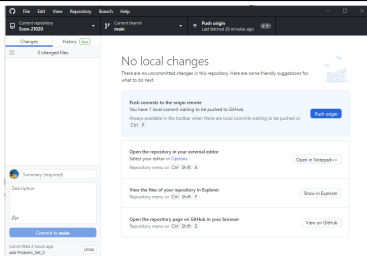 File Edit View Repository Branch Help
Current repository
Econ-21020
Current branch
main
Push origin
Last fetched 20 minutes ago
Changes
History
0 changed files
No local changes
There are no uncommitted changes in this repository. Here are some friendly suggestions for
what to do next.
Push commits to the origin remote
You have 1 local commit waiting to be pushed to GitHub.
Always available in the toolbar when there are local commits waiting to be pushed or
Ctrl P
Push origin
Open the repository in your external editor
Select your editor in Options
Repository menu or Ctrl Shift A
Open in Notepad++
View the files of your repository in Explorer
Repository menu or Ctrl Shift F
Show in Explorer
Open the repository page on GitHub in your browser
Repository menu or Ctrl Shift G
View on GitHub
Summary (required)
Description
Commit to main
Committed 2 hours ago
add Problem_Set_0
Undo